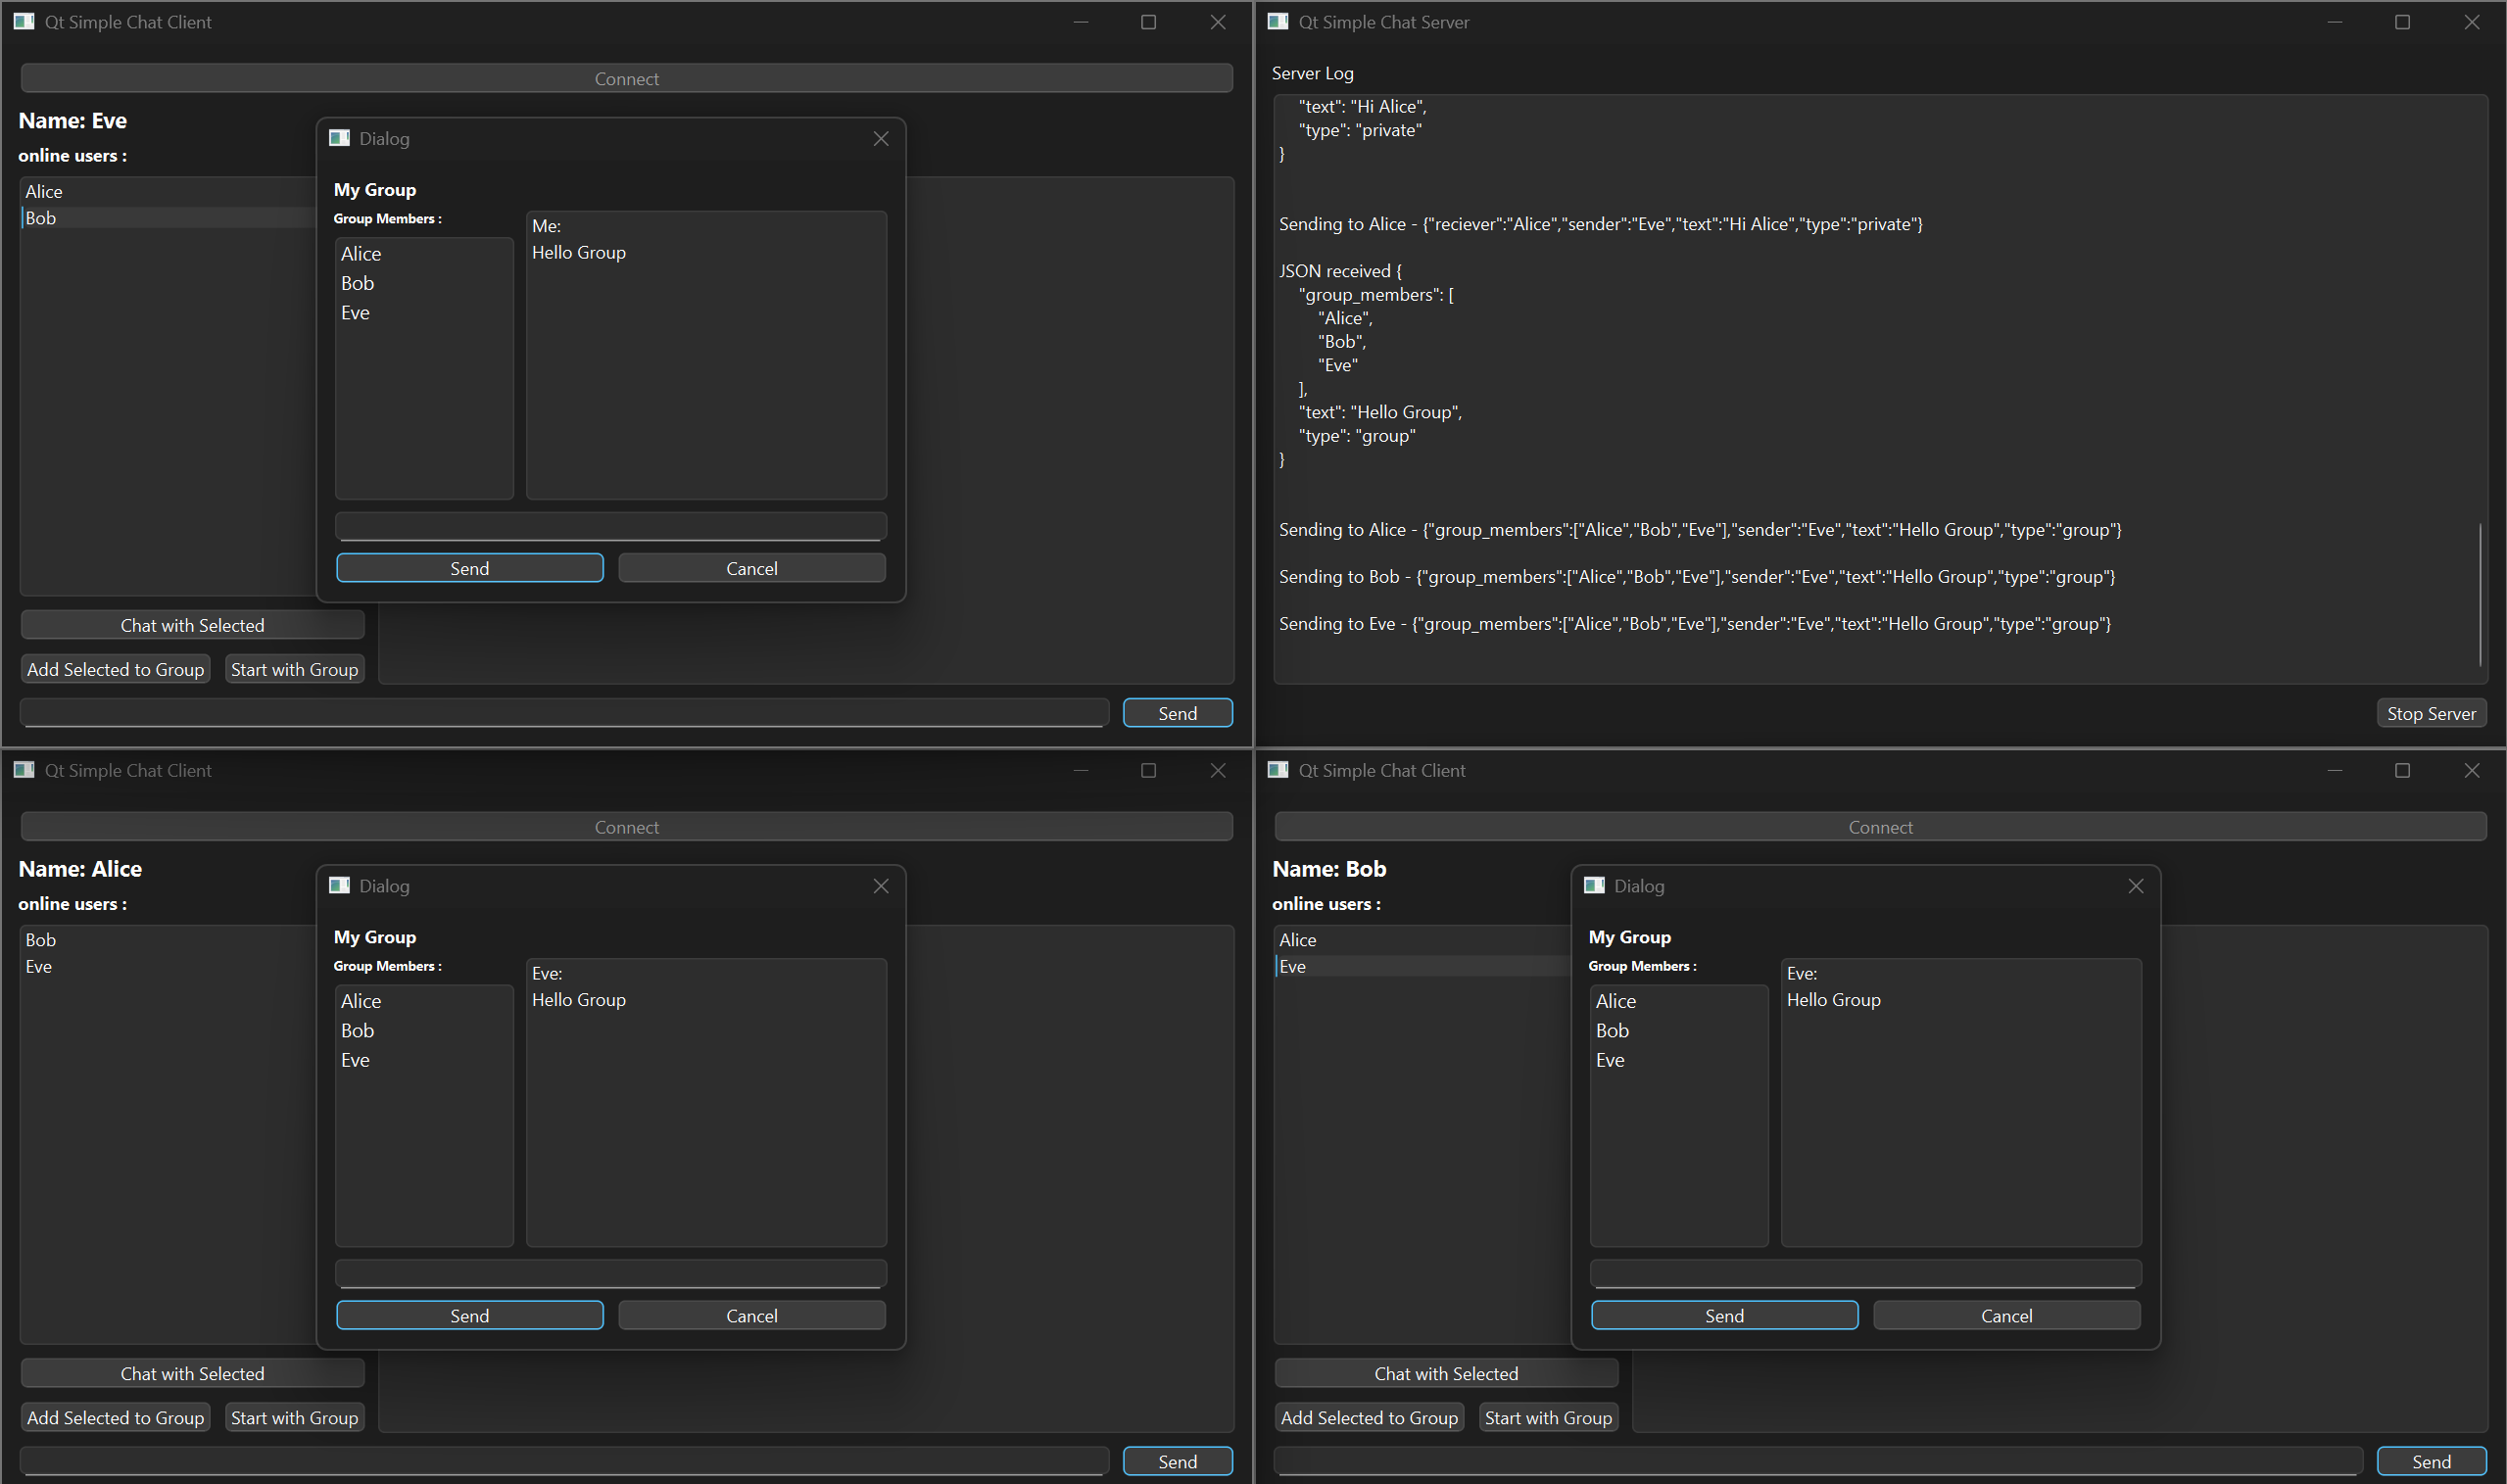 Qt Simple Chat Client
Connect
Name: Eve
online users :
Alice
Bob
Dialog
My Group
Group Members :
Alice
Bob
Eve
Me:
Hello Group
Send
Cancel
Chat with Selected
Add Selected to Group
Start with Group
Send
Qt Simple Chat Server
Server Log
"text": "Hi Alice",
"type": "private"
}
Sending to Alice - {"reciever":"Alice","sender":"Eve","text":"Hi Alice","type":"private"}
JSON received {
"group_members": [
"Alice",
"Bob",
"Eve"
],
"text": "Hello Group",
"type": "group"
}
Sending to Alice - {"group_members":["Alice","Bob","Eve"],"sender":"Eve","text":"Hello Group","type":"group"}
Sending to Bob - {"group_members":["Alice","Bob","Eve"],"sender":"Eve","text":"Hello Group","type":"group"}
Sending to Eve - {"group_members":["Alice","Bob","Eve"],"sender":"Eve","text":"Hello Group","type":"group"}
Stop Server
Qt Simple Chat Client
Connect
Name: Alice
online users :
Bob
Eve
Dialog
My Group
Group Members :
Alice
Bob
Eve
Eve:
Hello Group
Send
Cancel
Chat with Selected
Add Selected to Group
Start with Group
Send
Qt Simple Chat Client
Connect
Name: Bob
online users :
Alice
Eve
Dialog
My Group
Group Members :
Alice
Bob
Eve
Eve:
Hello Group
Send
Cancel
Chat with Selected
Add Selected to Group
Start with Group
Send